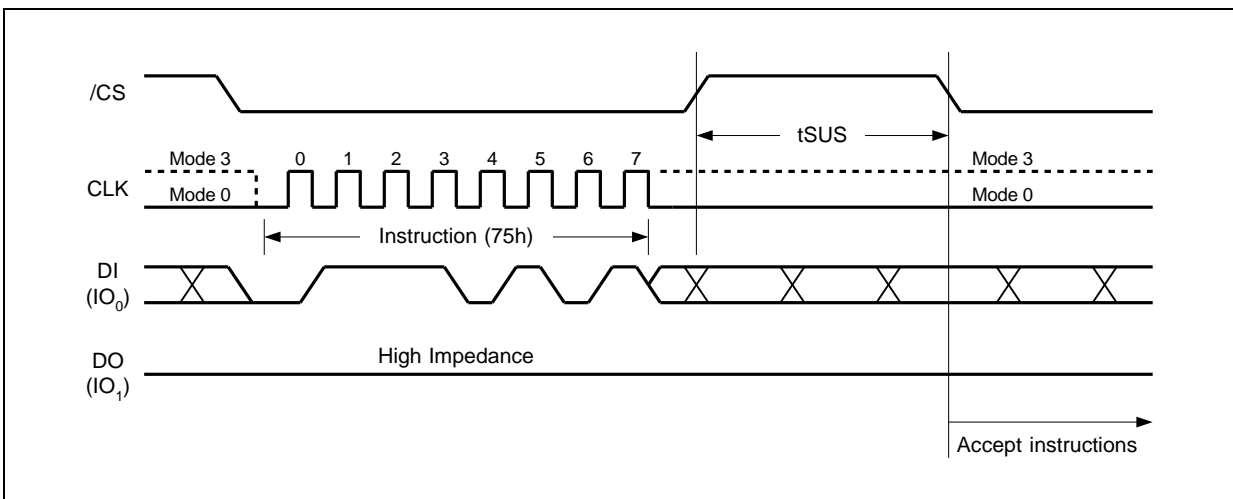 /CS
tSUS
Mode 3 0 1 2 3 4 5 6 7 Mode 3
CLK
Mode 0 Mode 0
Instruction (75h)
DI
(IO0)
High Impedance
DO
(IO1)
Accept instructions